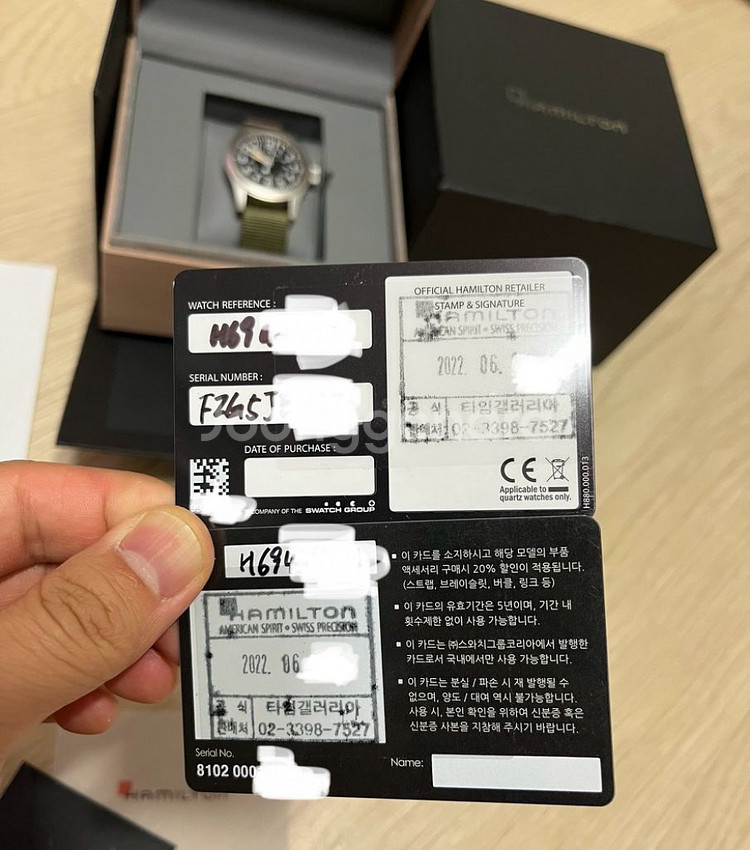 HAMILTON
WATCH REFERENCE :
H69
SERIAL NUMBER :
FZG5J
DATE OF PURCHASE :
COMPANY OF THE SWATCH GROUP
OFFICIAL HAMILTON RETAILER
STAMP & SIGNATURE
HAMILTON
AMERICAN SPIRIT • SWISS PRECISION
2022. 06.
공 식 타임갤러리아
판매처 02-3398-7527
CE
Applicable to
quartz watches only.
H880.000.013
H694
HAMILTON
AMERICAN SPIRIT • SWISS PRECISION
2022. 06
공 식 타임갤러리아
판매처 02-3398-7527
Serial No.
8102 000
▪ 이 카드를 소지하시고 해당 모델의 부품
액세서리 구매시 20% 할인이 적용됩니다.
(스트랩, 브레이슬릿, 버클, 링크 등)
▪ 이 카드의 유효기간은 5년이며, 기간 내
횟수제한 없이 사용 가능합니다.
▪ 이 카드는 ㈜스와치그룹코리아에서 발행한
카드로서 국내에서만 사용 가능합니다.
▪ 이 카드는 분실 / 파손 시 재 발행될 수
없으며, 양도 / 대여 역시 불가능합니다.
사용 시, 본인 확인을 위하여 신분증 혹은
신분증 사본을 지참해 주시기 바랍니다.
Name:
HAMILTON